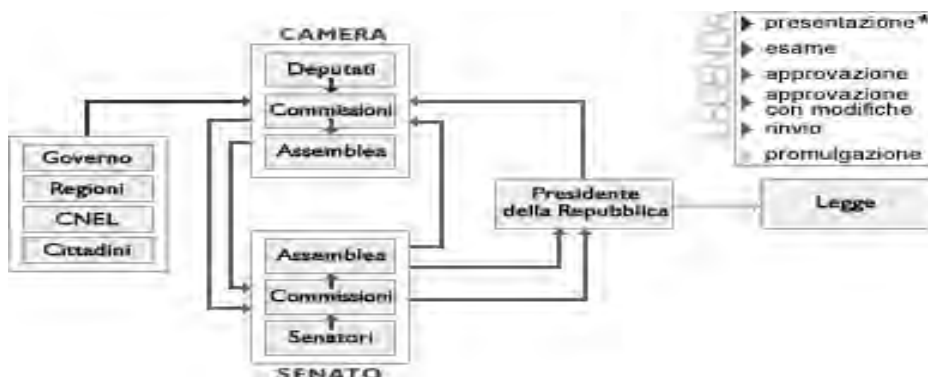 CAMERA
Deputati
Commissioni
Assemblea
Governo
Regioni
CNEL
Cittadini
Assemblea
Commissioni
Senatori
SENATO
Presidente
della Repubblica
Legge
LEGENDA
presentazione*
esame
approvazione
approvazione
con modifiche
rinvio
promulgazione